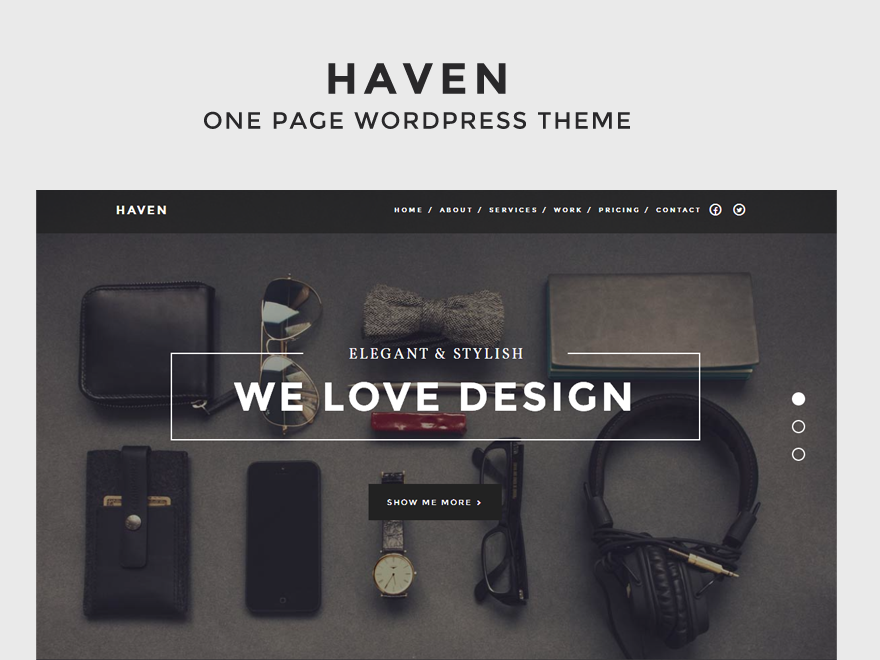 HAVEN
ONE PAGE WORDPRESS THEME
HAVEN
HOME / ABOUT / SERVICES / WORK / PRICING / CONTACT
ELEGANT & STYLISH
WE LOVE DESIGN
SHOW ME MORE >